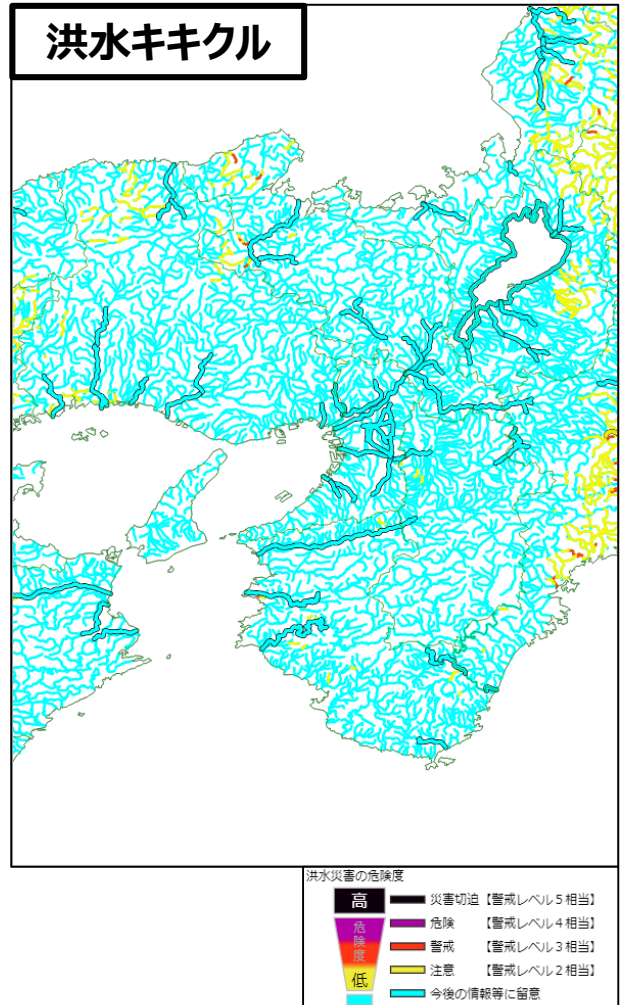 洪水キキクル
洪水災害の危険度
高
危険度
低
災害切迫【警戒レベル5相当】
危険 【警戒レベル4相当】
警戒 【警戒レベル3相当】
注意 【警戒レベル2相当】
今後の情報等に留意